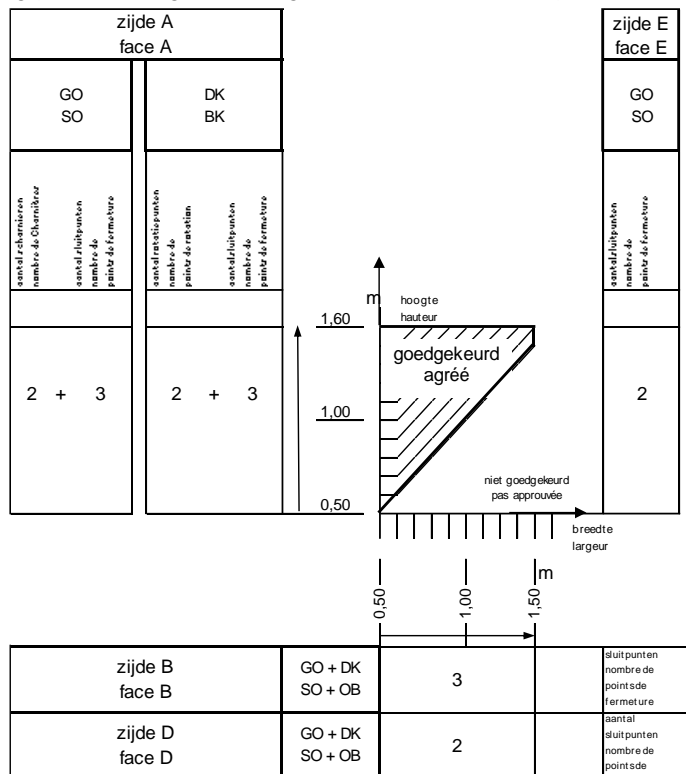 zijde A
face A
zijde E
face E
GO
SO
DK
BK
GO
SO
aantal scharnieren
nombre de Charnières
aantal sluitpunten
nombre de
points de fermeture
aantal rotatiepunten
nombre de
points de rotation
aantal sluitpunten
nombre de
points de fermeture
aantal sluitpunten
nombre de
points de fermeture
m
hoogte
hauteur
1,60
goedgekeurd
agréé
2 + 3
2 + 3
2
1,00
niet goedgekeurd
pas approuvée
0,50
breedte
largeur
m
0,50
1,00
1,50
zijde B
face B
GO + DK
SO + OB
3
sluitpunten
nombre de
points de
fermeture
zijde D
face D
GO + DK
SO + OB
2
aantal
sluitpunten
nombre de
points de